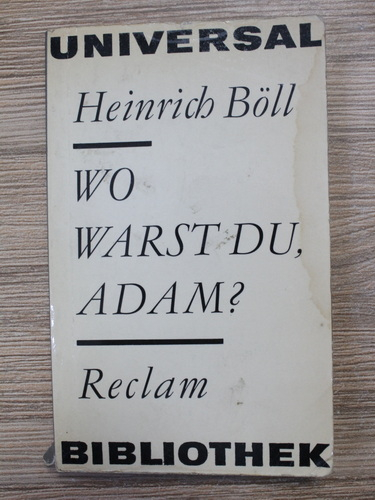 UNIVERSAL
Heinrich Böll
WO
WARST DU,
ADAM?
Reclam
BIBLIOTHEK